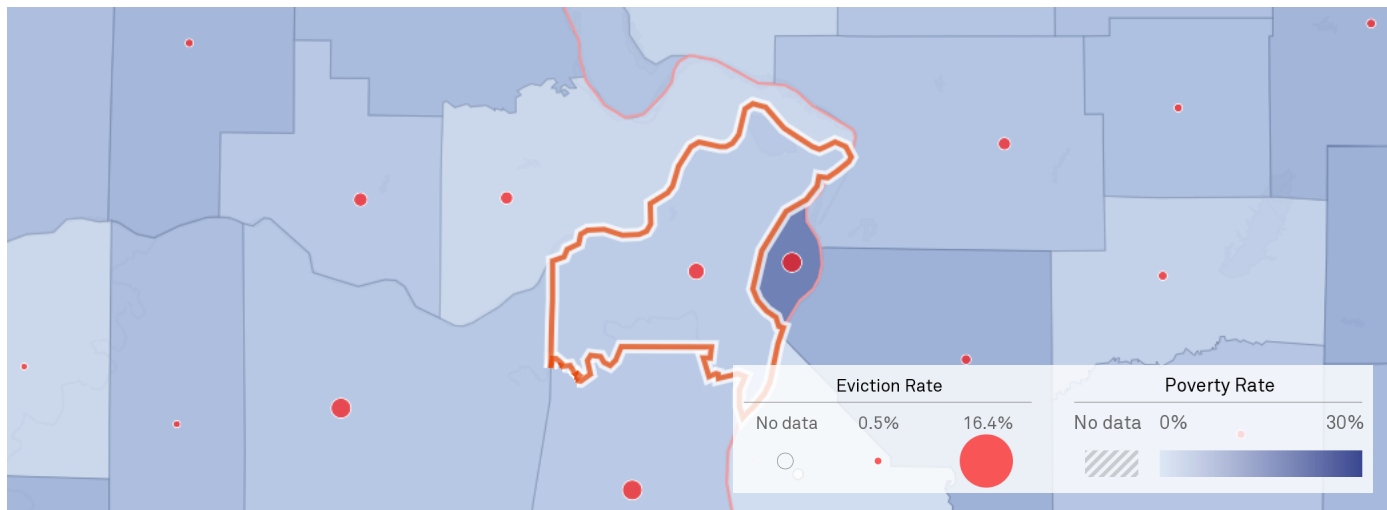 Eviction Rate
Poverty Rate
No data 0.5% 16.4%
No data 0% 30%